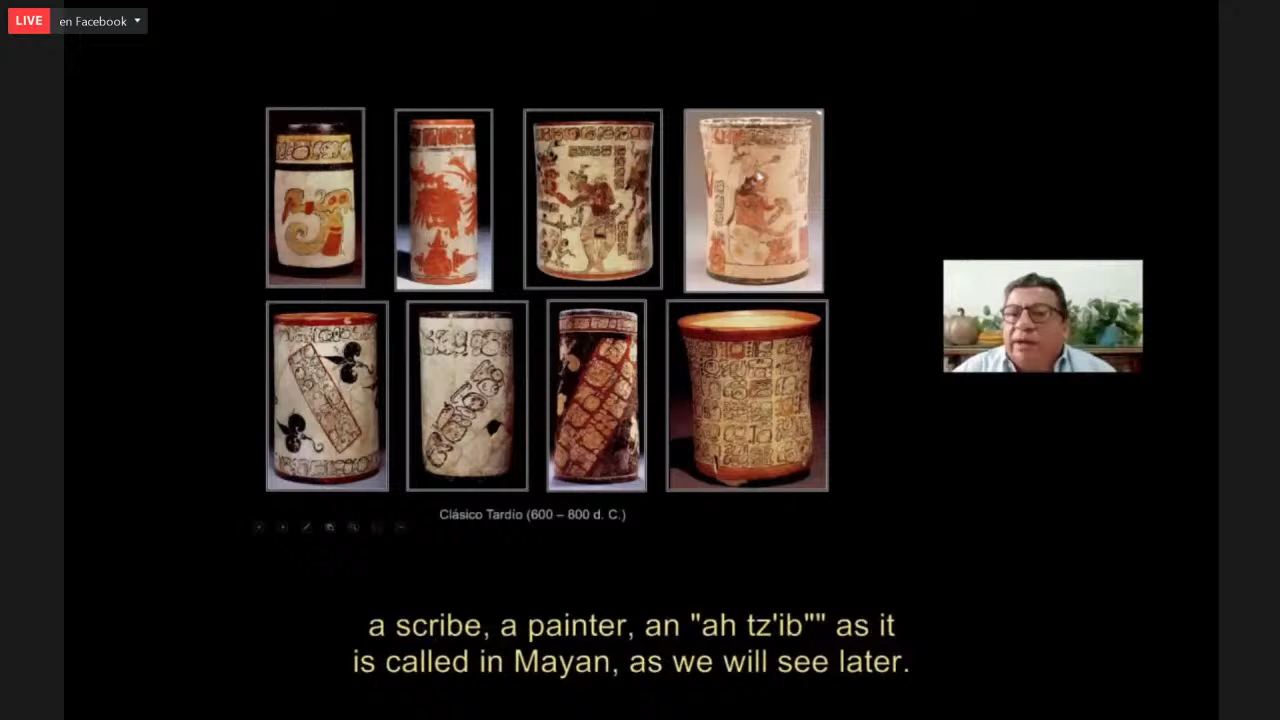 LIVE en Facebook
Clásico Tardío (600 – 800 d. C.)
a scribe, a painter, an "ah tz'ib"" as it
is called in Mayan, as we will see later.